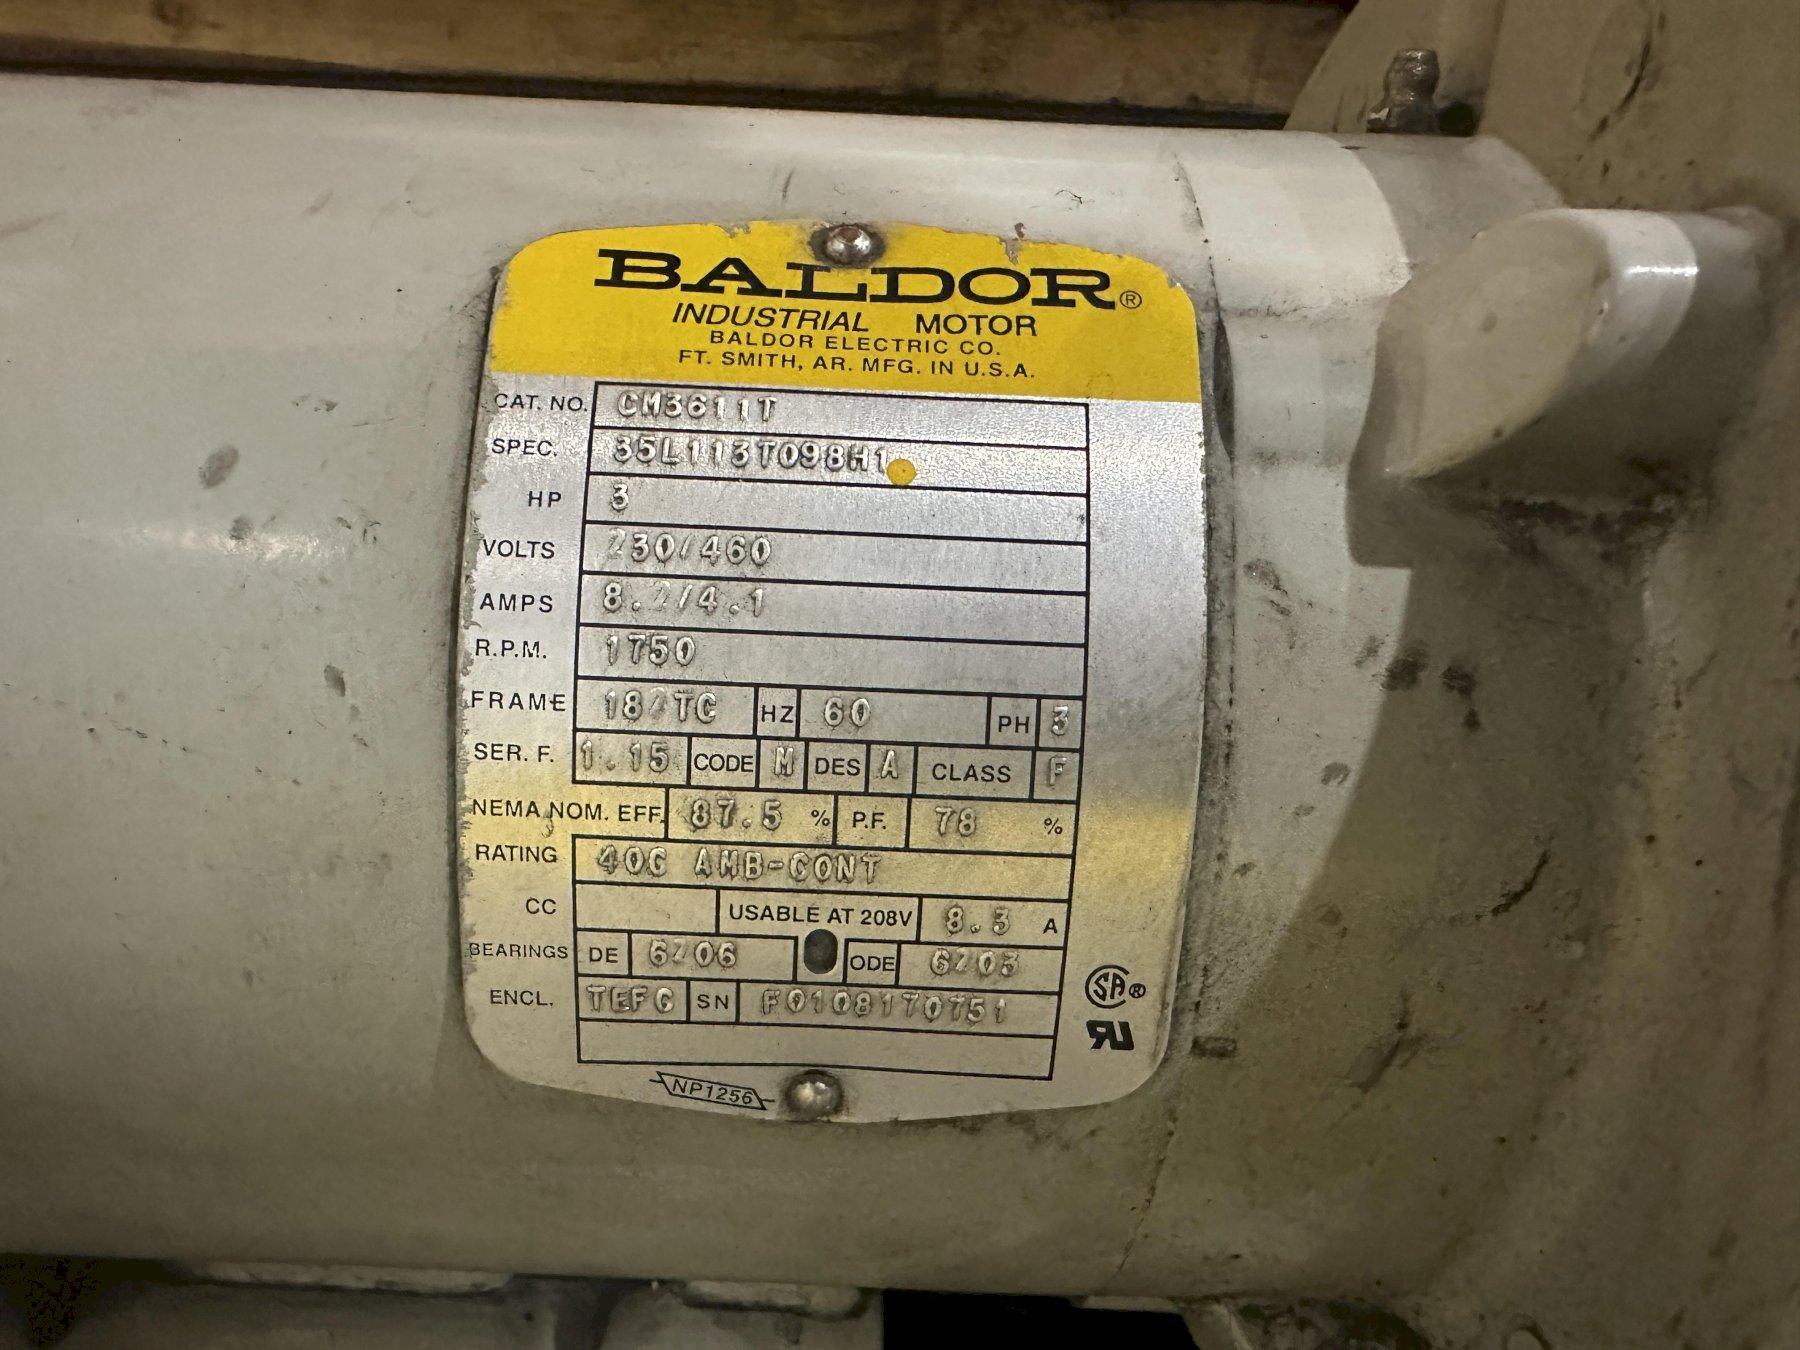 BALDOR®
INDUSTRIAL MOTOR
BALDOR ELECTRIC CO.
FT. SMITH, AR. MFG. IN U.S.A.
CAT. NO. CM3611T
SPEC. 35L113T098H1
HP 3
VOLTS 230/460
AMPS 8.2/4.1
R.P.M. 1750
FRAME 182TC HZ 60 PH 3
SER. F. 1.15 CODE M DES A CLASS F
NEMA NOM. EFF. 87.5 % P.F. 78 %
RATING 40C AMB-CONT
CC USABLE AT 208V 8.3 A
BEARINGS DE 6206 ODE 6203
ENCL. TEFC SN F0108170751
SA®
RU
NP1256